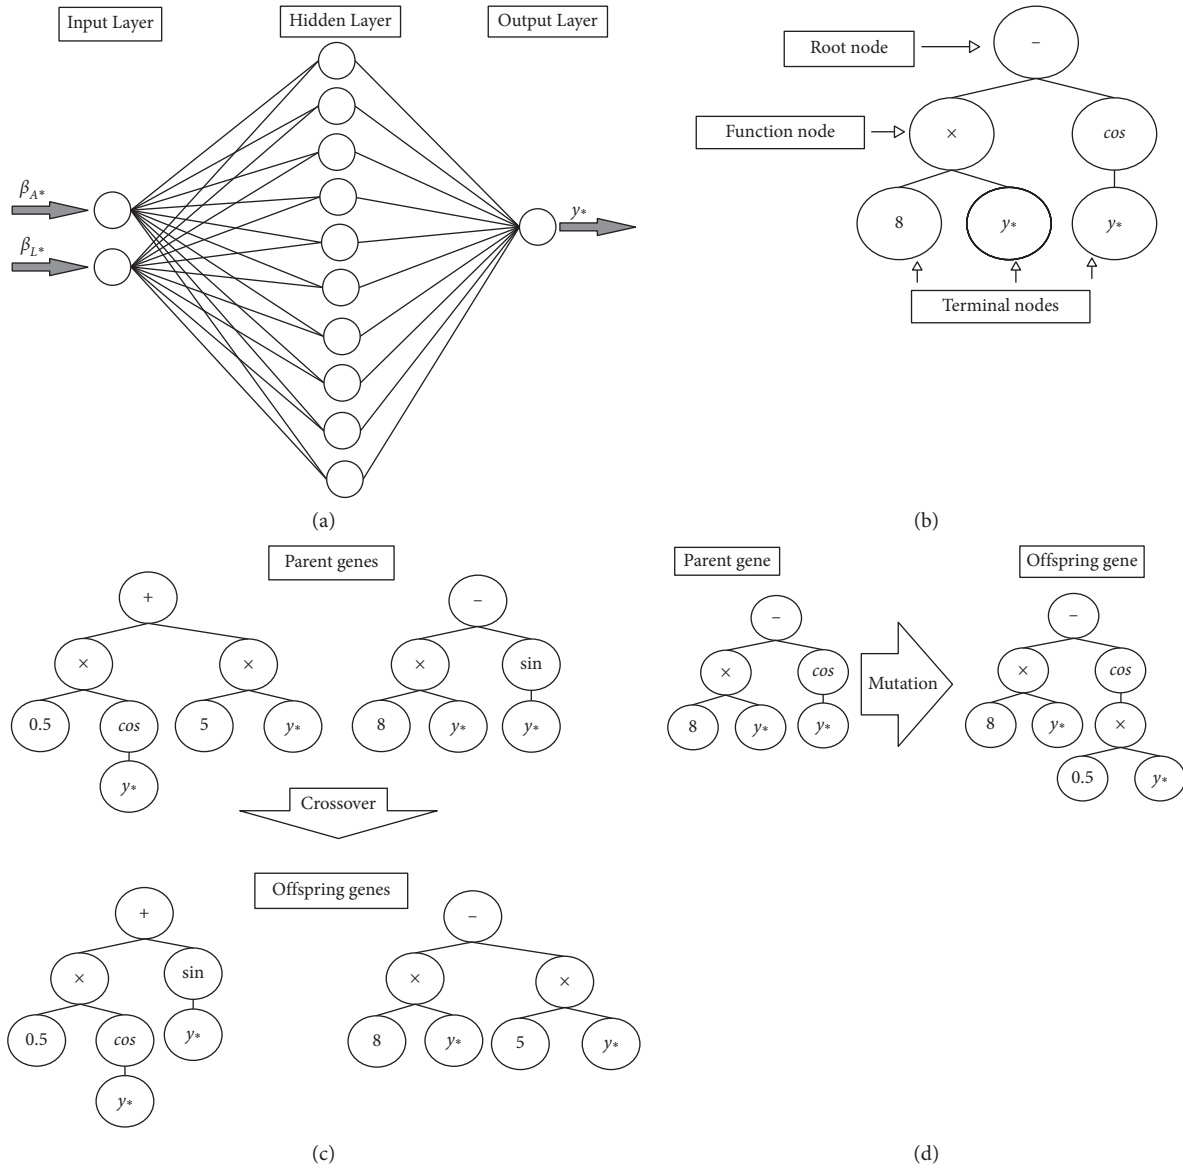 Input Layer
Hidden Layer
Output Layer
β_A*
β_L*
y*
(a)
Root node
Function node
Terminal nodes
−
×
cos
8
y*
y*
(b)
Parent genes
+
×
×
0.5
cos
5
y*
y*
−
×
sin
8
y*
y*
Crossover
Offspring genes
+
×
sin
0.5
cos
y*
y*
−
×
×
8
y*
5
y*
(c)
Parent gene
−
×
cos
8
y*
y*
Mutation
Offspring gene
−
×
cos
8
y*
×
0.5
y*
(d)